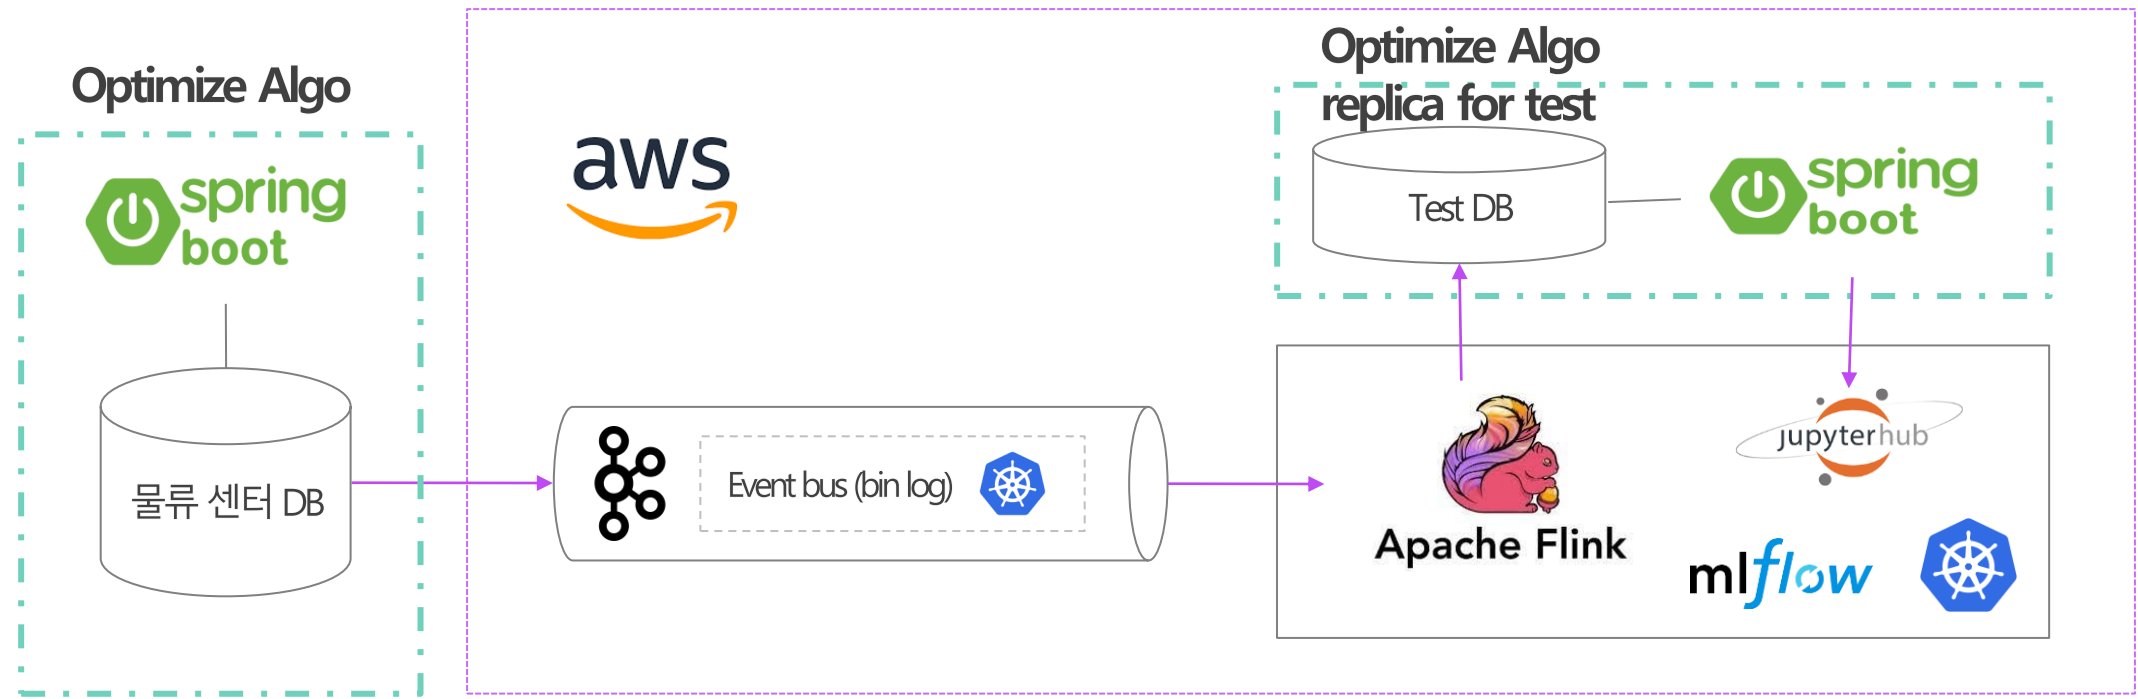 Optimize Algo
spring
boot
물류 센터 DB
aws
Event bus (bin log)
Optimize Algo
replica for test
Test DB
spring
boot
Apache Flink
jupyterhub
mlflow